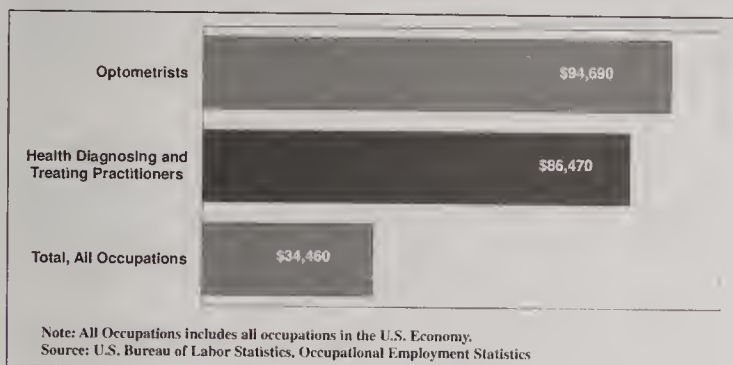 Optometrists
$94,690
Health Diagnosing and
Treating Practitioners
$86,470
Total, All Occupations
$34,460
Note: All Occupations includes all occupations in the U.S. Economy.
Source: U.S. Bureau of Labor Statistics, Occupational Employment Statistics